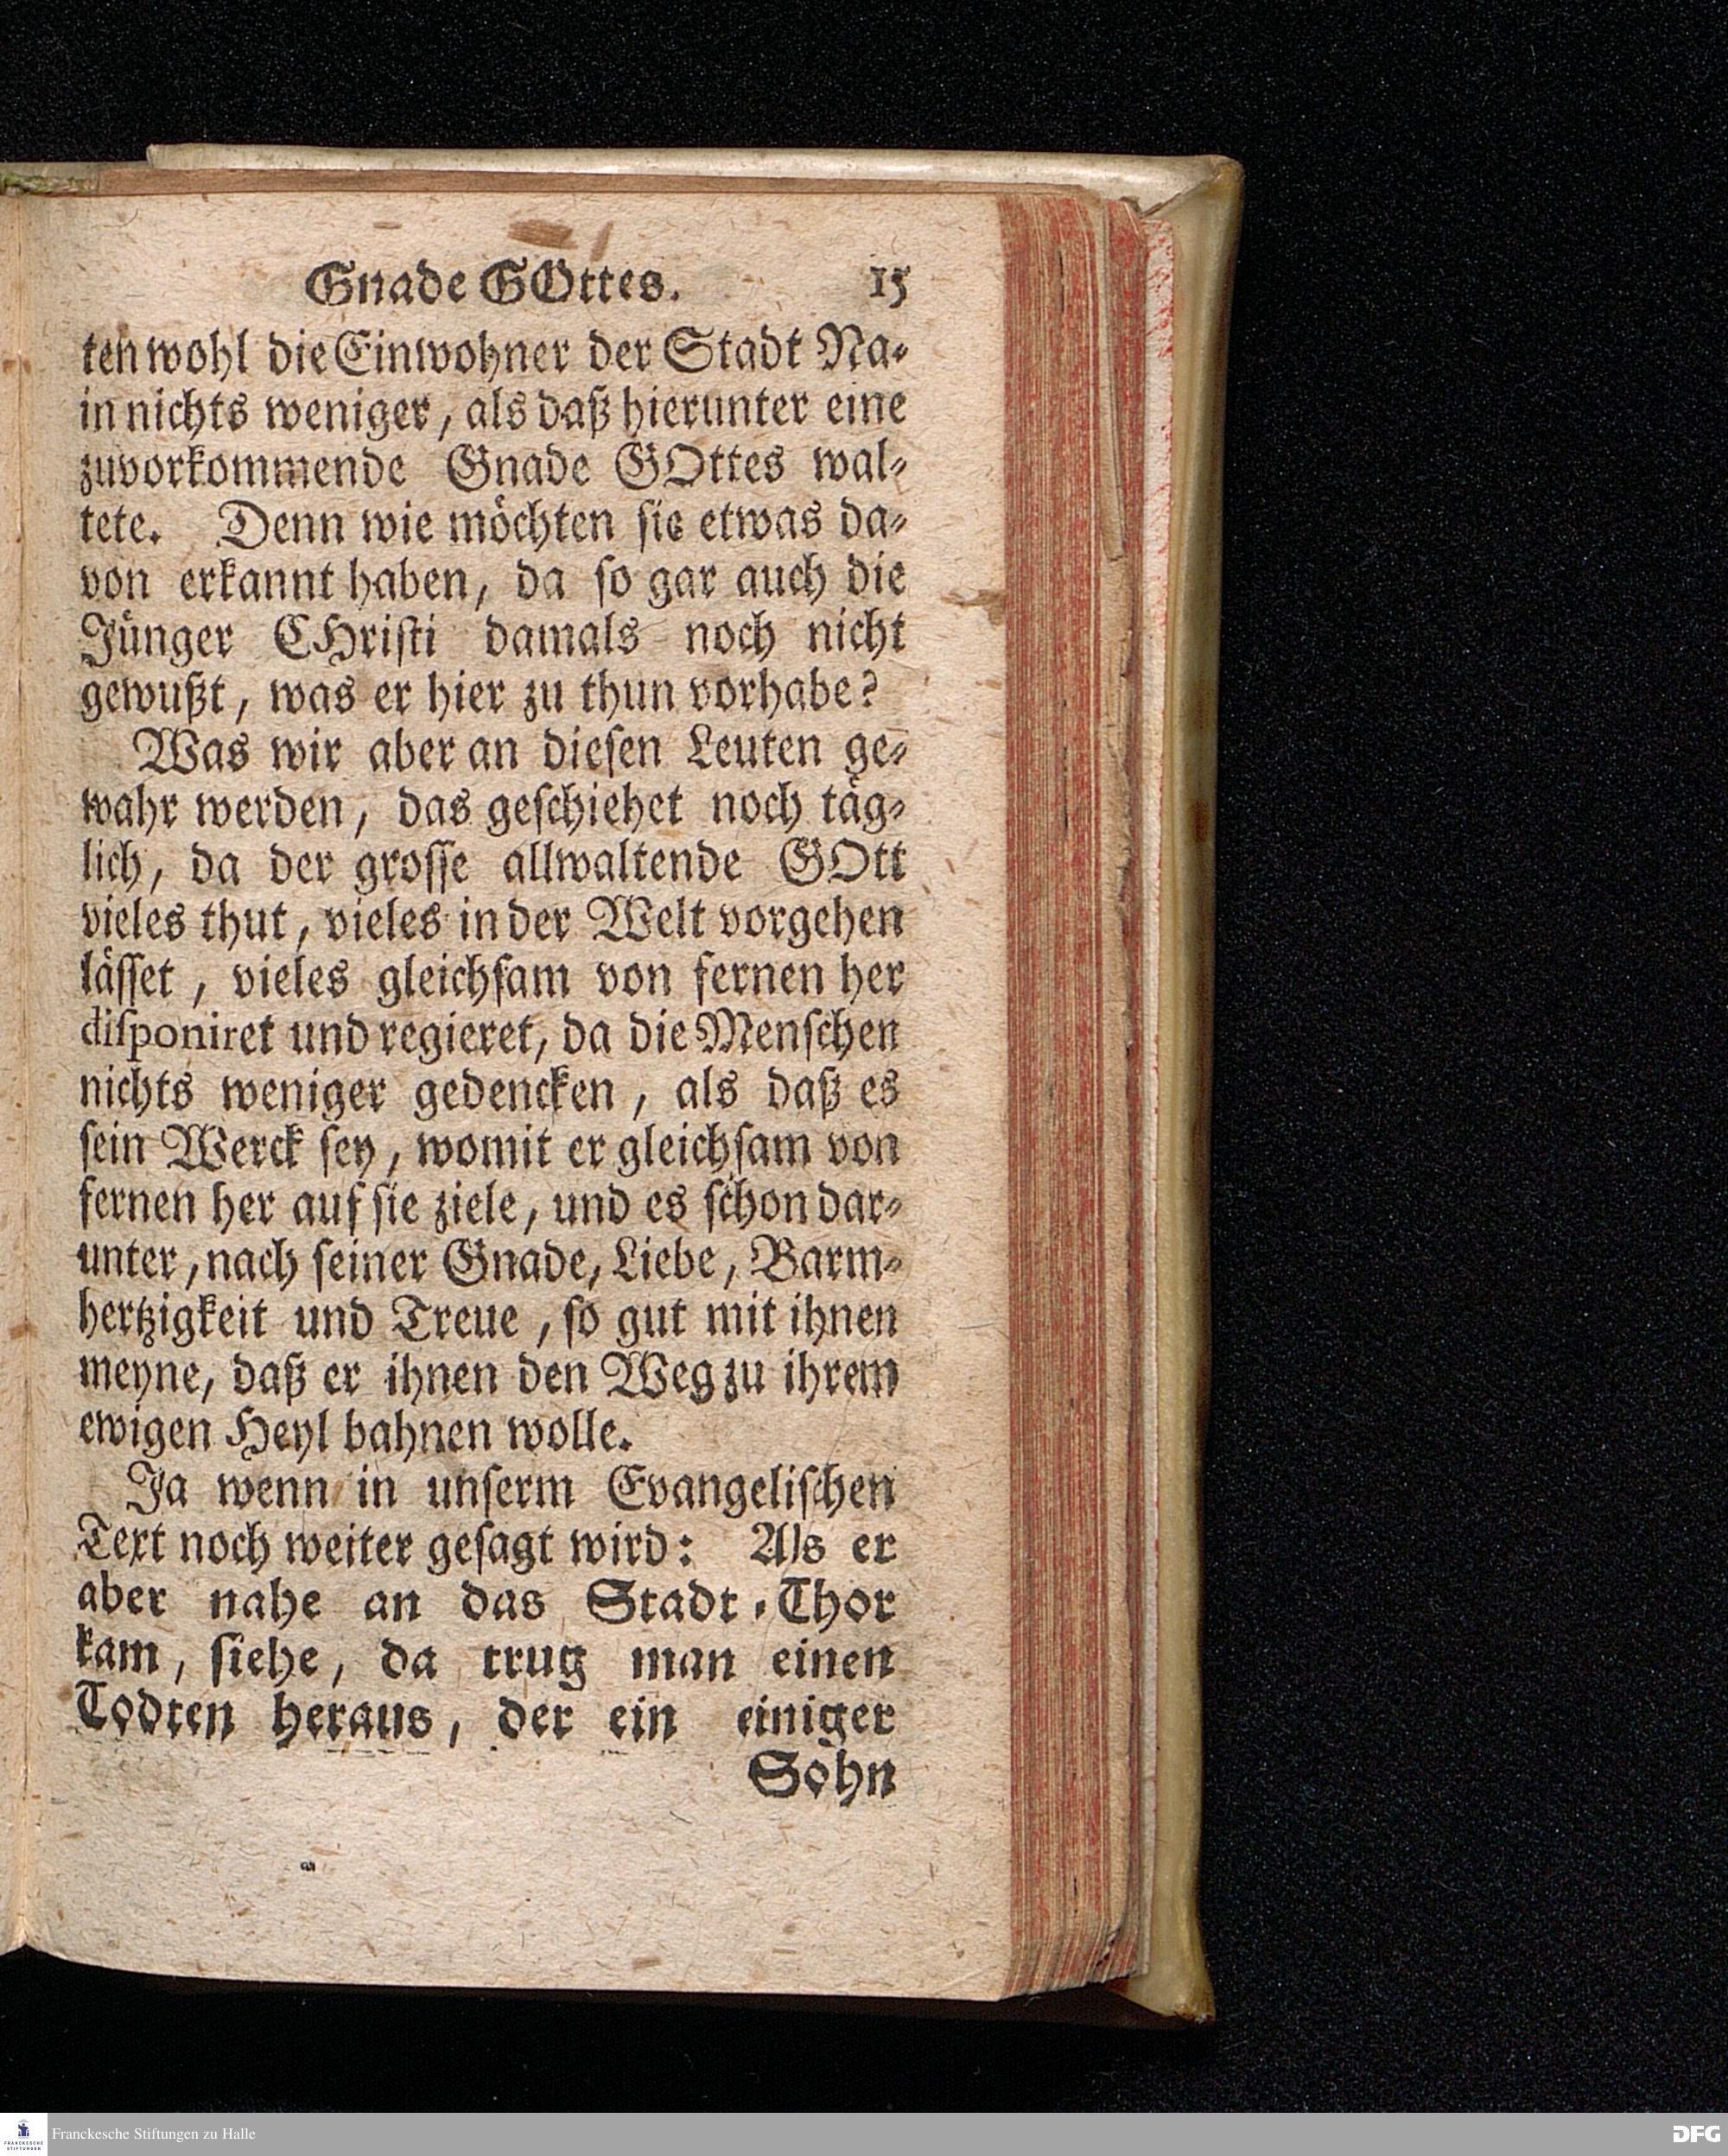 Gnade GOttes. 15
ten wohl die Einwohner der Stadt Na-
in nichts weniger, als daß hierunter eine
zuvorkommende Gnade GOttes wal-
tete. Denn wie möchten sie etwas da-
von erkannt haben, da so gar auch die
Jünger CHristi damals noch nicht
gewußt, was er hier zu thun vorhabe?
Was wir aber an diesen Leuten ge-
wahr werden, das geschiehet noch täg-
lich, da der grosse allwaltende GOtt
vieles thut, vieles in der Welt vorgehen
lässet, vieles gleichsam von fernen her
disponiret und regieret, da die Menschen
nichts weniger gedencken, als daß es
sein Werck sey, womit er gleichsam von
fernen her auf sie ziele, und es schon dar-
unter, nach seiner Gnade, Liebe, Barm-
hertzigkeit und Treue, so gut mit ihnen
meyne, daß er ihnen den Weg zu ihrem
ewigen Heyl bahnen wolle.
Ja wenn in unserm Evangelischen
Text noch weiter gesagt wird: Als er
aber nahe an das Stadt-Thor
kam, siehe, da trug man einen
Todten heraus, der ein einiger
Sohn
FRANCKESCHE STIFTUNGEN
Franckesche Stiftungen zu Halle
DFG